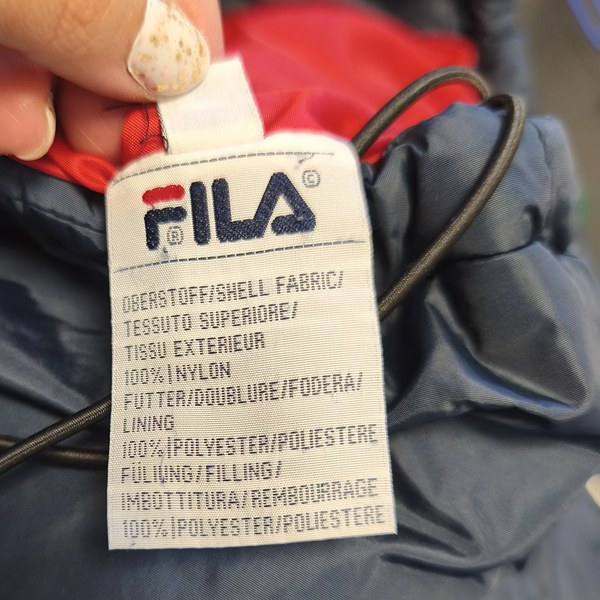 FILA ©
®
OBERSTOFF/SHELL FABRIC/
TESSUTO SUPERIORE/
TISSU EXTERIEUR
100%|NYLON
FUTTER/DOUBLURE/FODERA/
LINING
100%|POLYESTER/POLIESTERE
FÜLIUNG/FILLING/
IMBOTTITURA/REMBOURRAGE
100%|POLYESTER/POLIESTERE